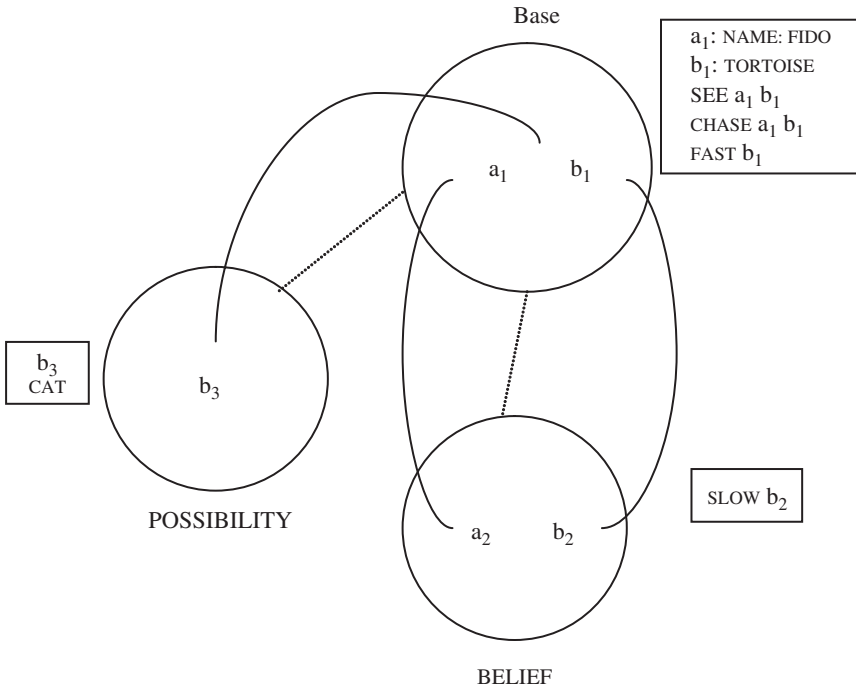 Base
a₁: NAME: FIDO
b₁: TORTOISE
SEE a₁ b₁
CHASE a₁ b₁
FAST b₁
a₁ b₁
b₃
CAT
b₃
POSSIBILITY
SLOW b₂
a₂ b₂
BELIEF